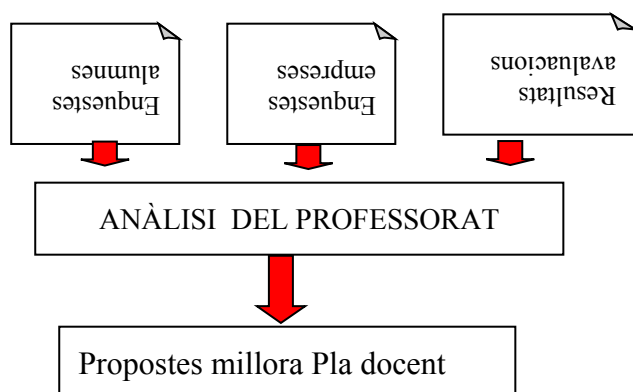 Enquestes
alumnes
Enquestes
empreses
Resultats
avaluacions
ANÀLISI DEL PROFESSORAT
Propostes millora Pla docent